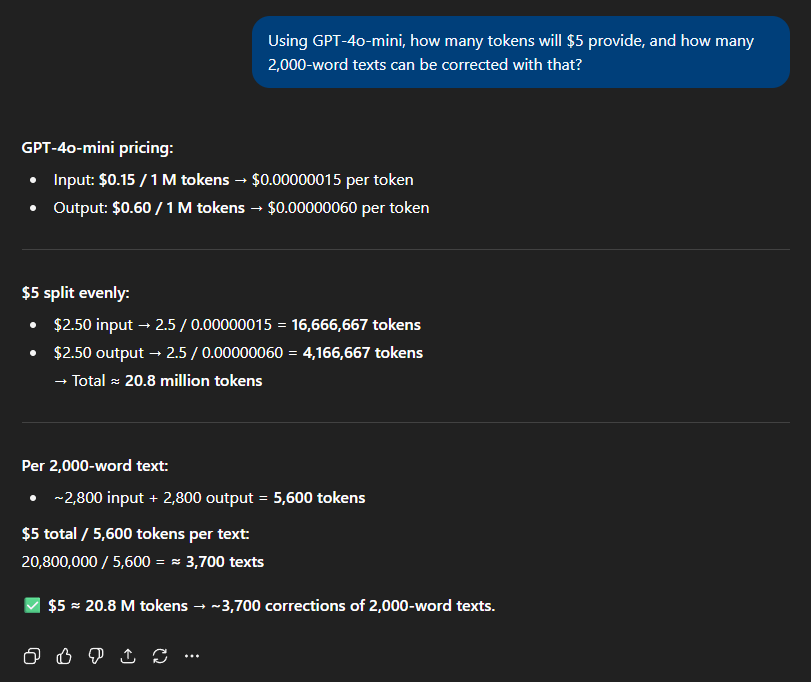 Using GPT-4o-mini, how many tokens will $5 provide, and how many
2,000-word texts can be corrected with that?
GPT-4o-mini pricing:
• Input: $0.15 / 1 M tokens → $0.00000015 per token
• Output: $0.60 / 1 M tokens → $0.00000060 per token
$5 split evenly:
• $2.50 input → 2.5 / 0.00000015 = 16,666,667 tokens
• $2.50 output → 2.5 / 0.00000060 = 4,166,667 tokens
→ Total ≈ 20.8 million tokens
Per 2,000-word text:
• ~2,800 input + 2,800 output = 5,600 tokens
$5 total / 5,600 tokens per text:
20,800,000 / 5,600 = ≈ 3,700 texts
✅ $5 ≈ 20.8 M tokens → ~3,700 corrections of 2,000-word texts.